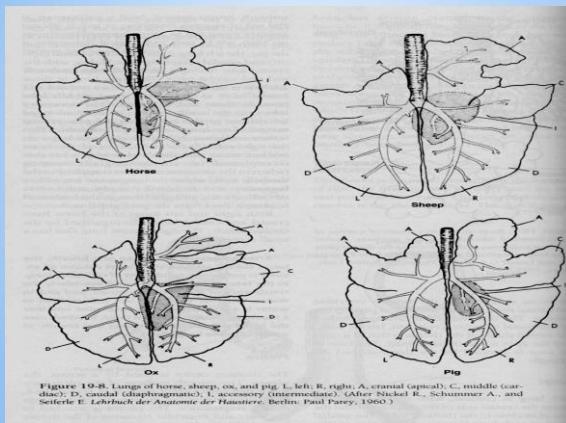 A
A
I
L
R
Horse
A
A
C
I
D
D
L
R
Sheep
A
A
A
A
C
I
D
D
L
R
Ox
A
A
A
C
I
D
D
L
R
Pig
Figure 19-8. Lungs of horse, sheep, ox, and pig. L, left; R, right; A, cranial (apical); C, middle (car-
diac); D, caudal (diaphragmatic); I, accessory (intermediate). (After Nickel R., Schummer A., and
Seiferle E. Lehrbuch der Anatomie der Haustiere. Berlin: Paul Parey, 1960.)